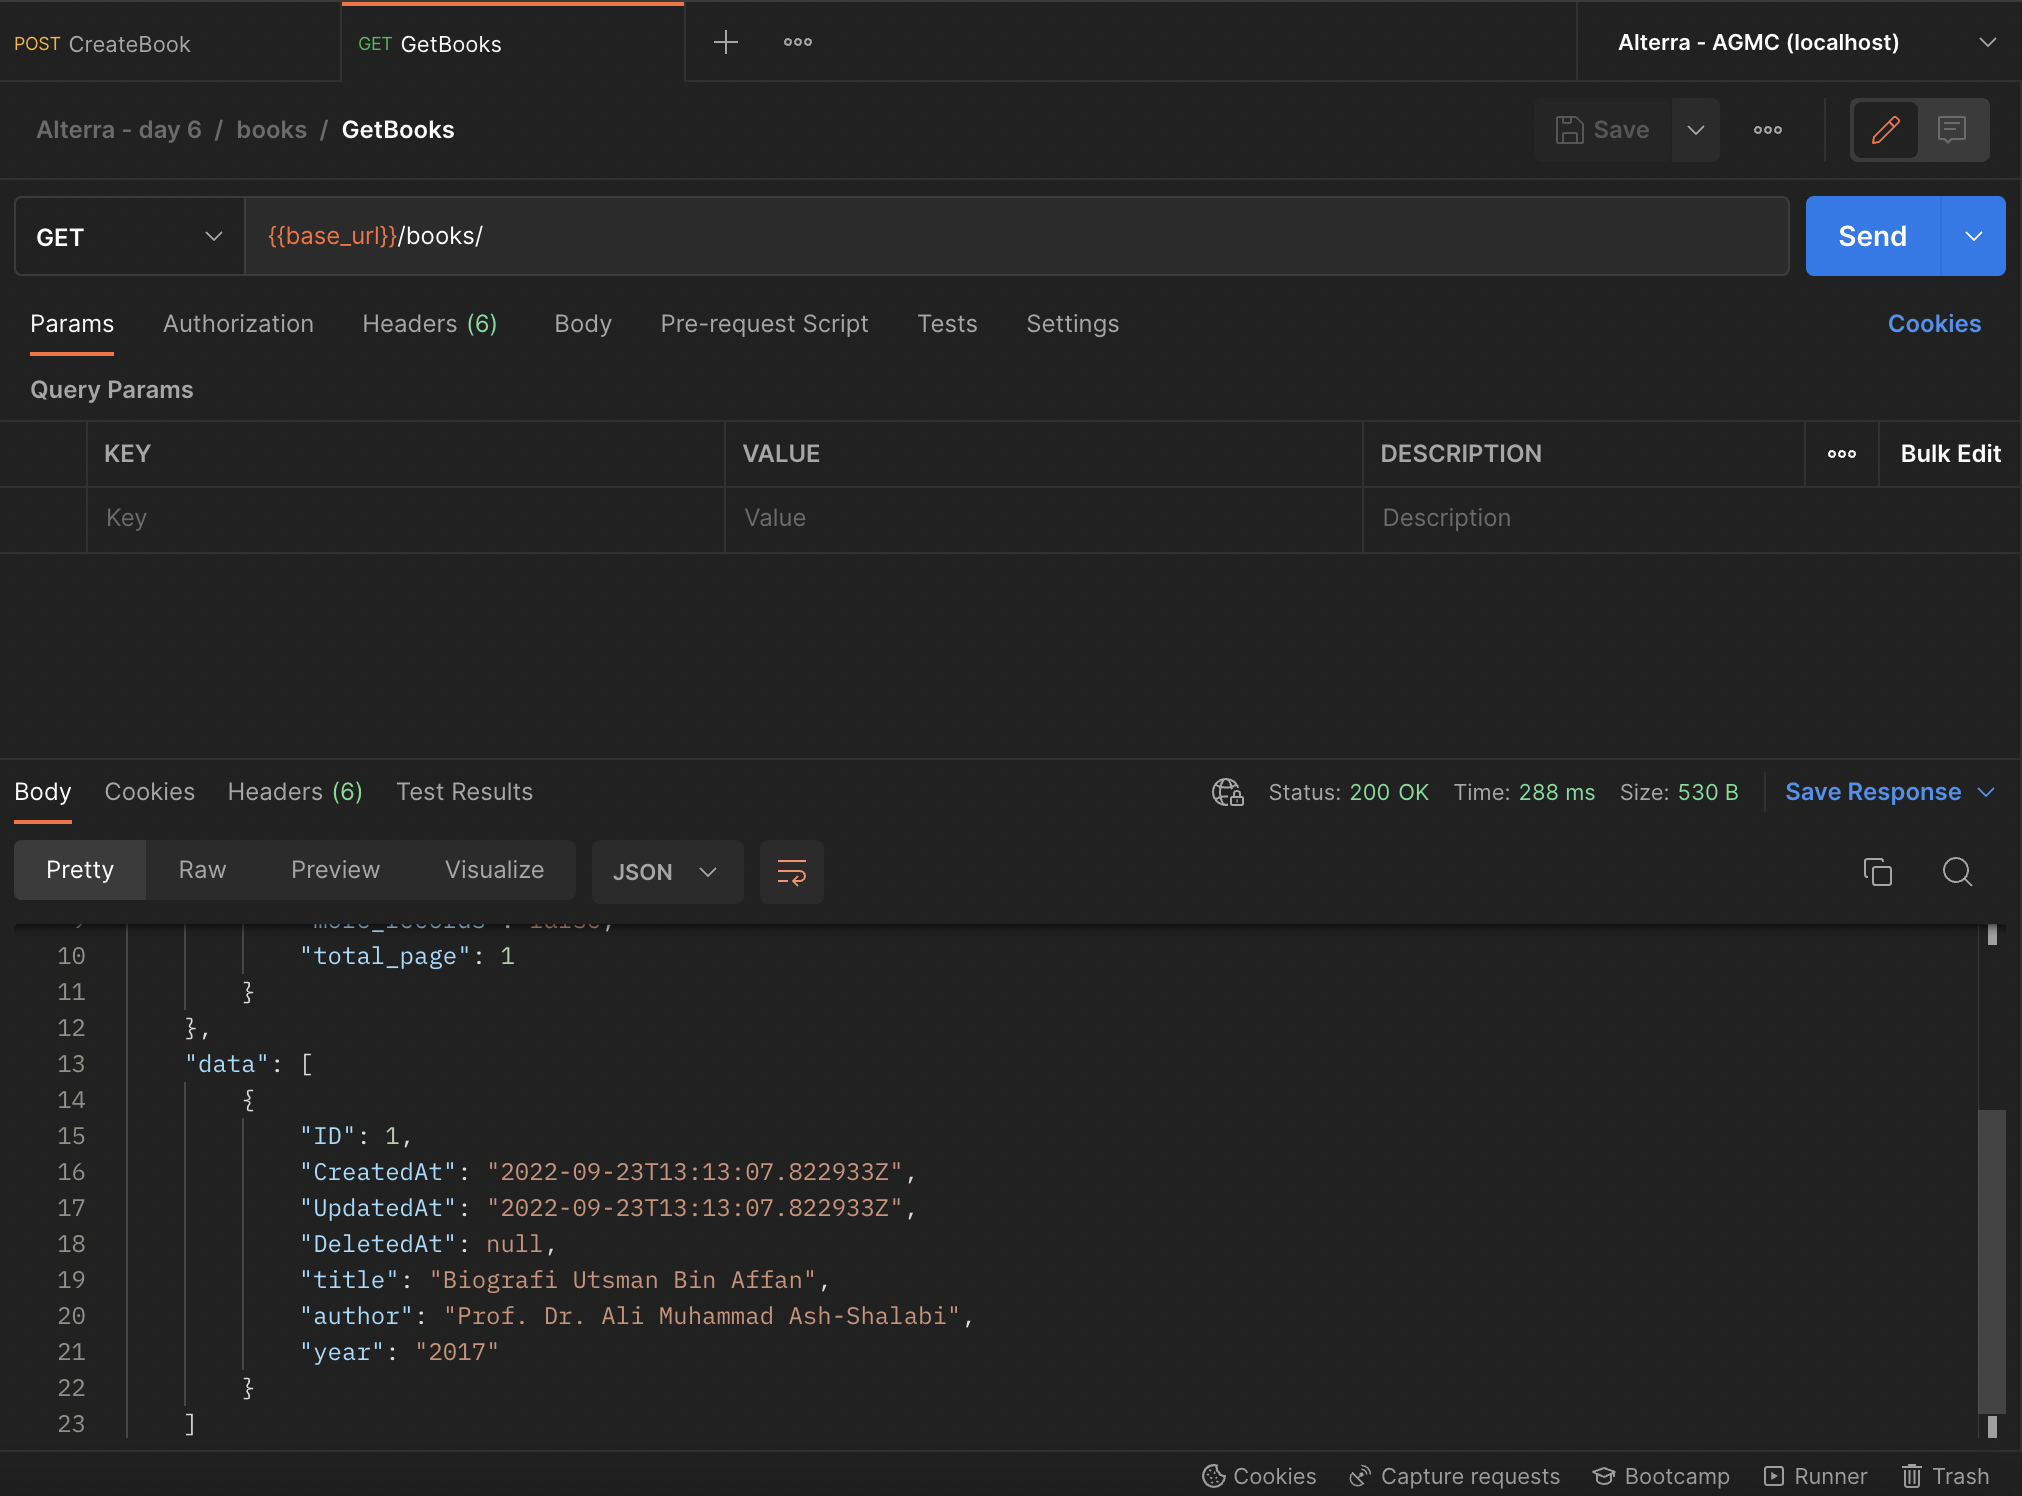 POST CreateBook
GET GetBooks
Alterra - AGMC (localhost)
Alterra - day 6 / books / GetBooks
Save
GET
{{base_url}}/books/
Send
Params
Authorization
Headers (6)
Body
Pre-request Script
Tests
Settings
Cookies
Query Params
KEY
VALUE
DESCRIPTION
Bulk Edit
Key
Value
Description
Body
Cookies
Headers (6)
Test Results
Status: 200 OK
Time: 288 ms
Size: 530 B
Save Response
Pretty
Raw
Preview
Visualize
JSON
10 "total_page": 1
11 }
12 },
13 "data": [
14 {
15 "ID": 1,
16 "CreatedAt": "2022-09-23T13:13:07.822933Z",
17 "UpdatedAt": "2022-09-23T13:13:07.822933Z",
18 "DeletedAt": null,
19 "title": "Biografi Utsman Bin Affan",
20 "author": "Prof. Dr. Ali Muhammad Ash-Shalabi",
21 "year": "2017"
22 }
23 ]
Cookies
Capture requests
Bootcamp
Runner
Trash